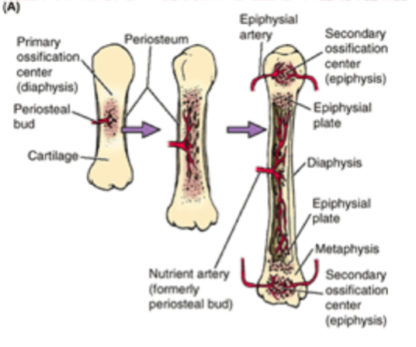 (A)
Primary
ossification
center
(diaphysis)
Periosteal
bud
Cartilage
Periosteum
Nutrient artery
(formerly
periosteal bud)
Epiphysial
artery
Secondary
ossification
center
(epiphysis)
Epiphysial
plate
Diaphysis
Epiphysial
plate
Metaphysis
Secondary
ossification
center
(epiphysis)